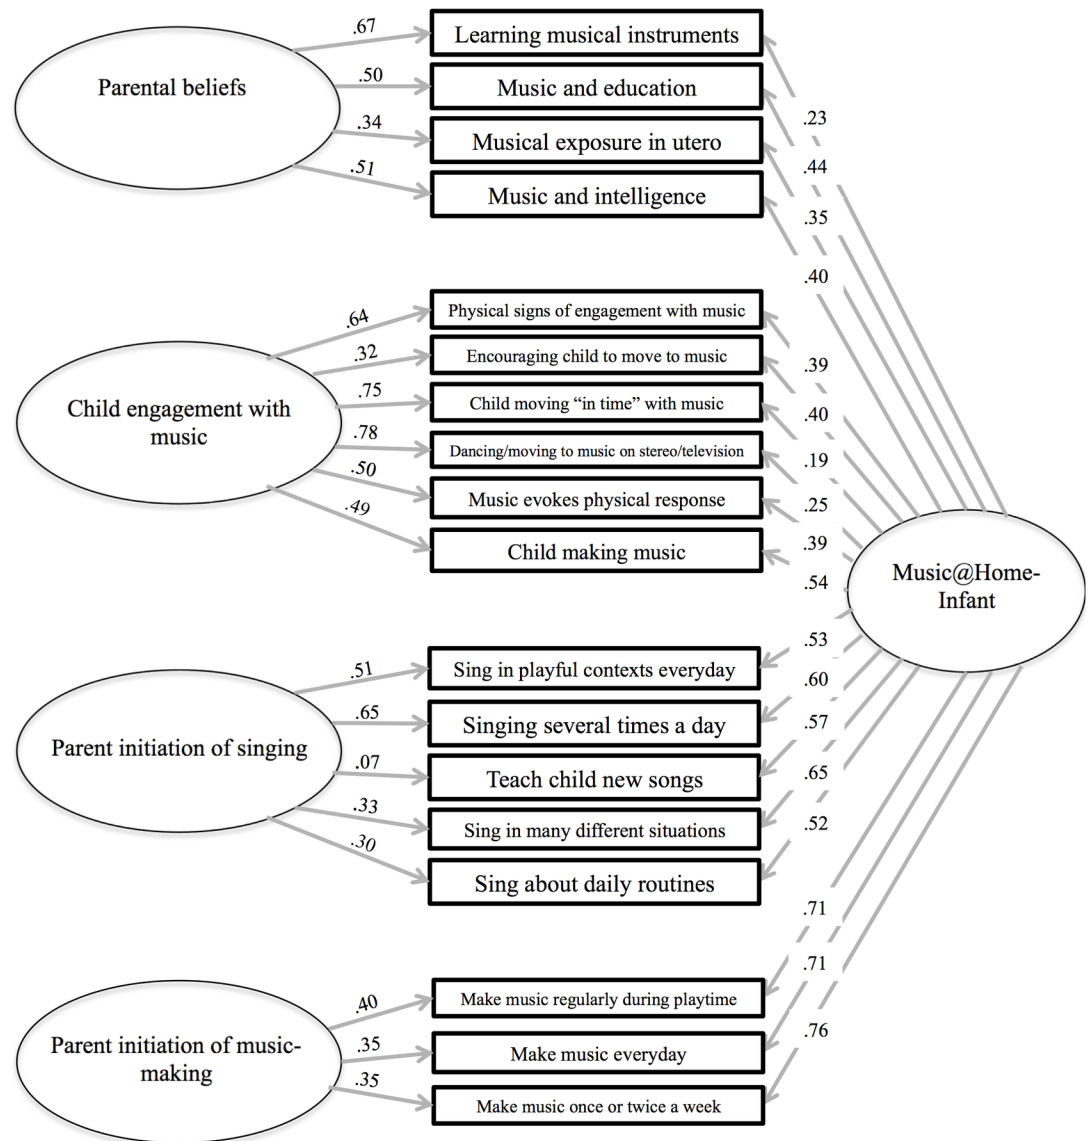 .67
Learning musical instruments
Parental beliefs
.50
Music and education
.34
Musical exposure in utero
.51
Music and intelligence
.23
.44
.35
.40
Child engagement with
music
.64
Physical signs of engagement with music
.32
Encouraging child to move to music
.75
Child moving “in time” with music
.78
Dancing/moving to music on stereo/television
.50
Music evokes physical response
.49
Child making music
.39
.40
.19
.25
.39
.54
Music@Home-
Infant
Parent initiation of singing
.51
Sing in playful contexts everyday
.65
Singing several times a day
.07
Teach child new songs
.33
Sing in many different situations
.30
Sing about daily routines
.53
.60
.57
.65
.52
Parent initiation of music-
making
.40
Make music regularly during playtime
.35
Make music everyday
.35
Make music once or twice a week
.71
.71
.76